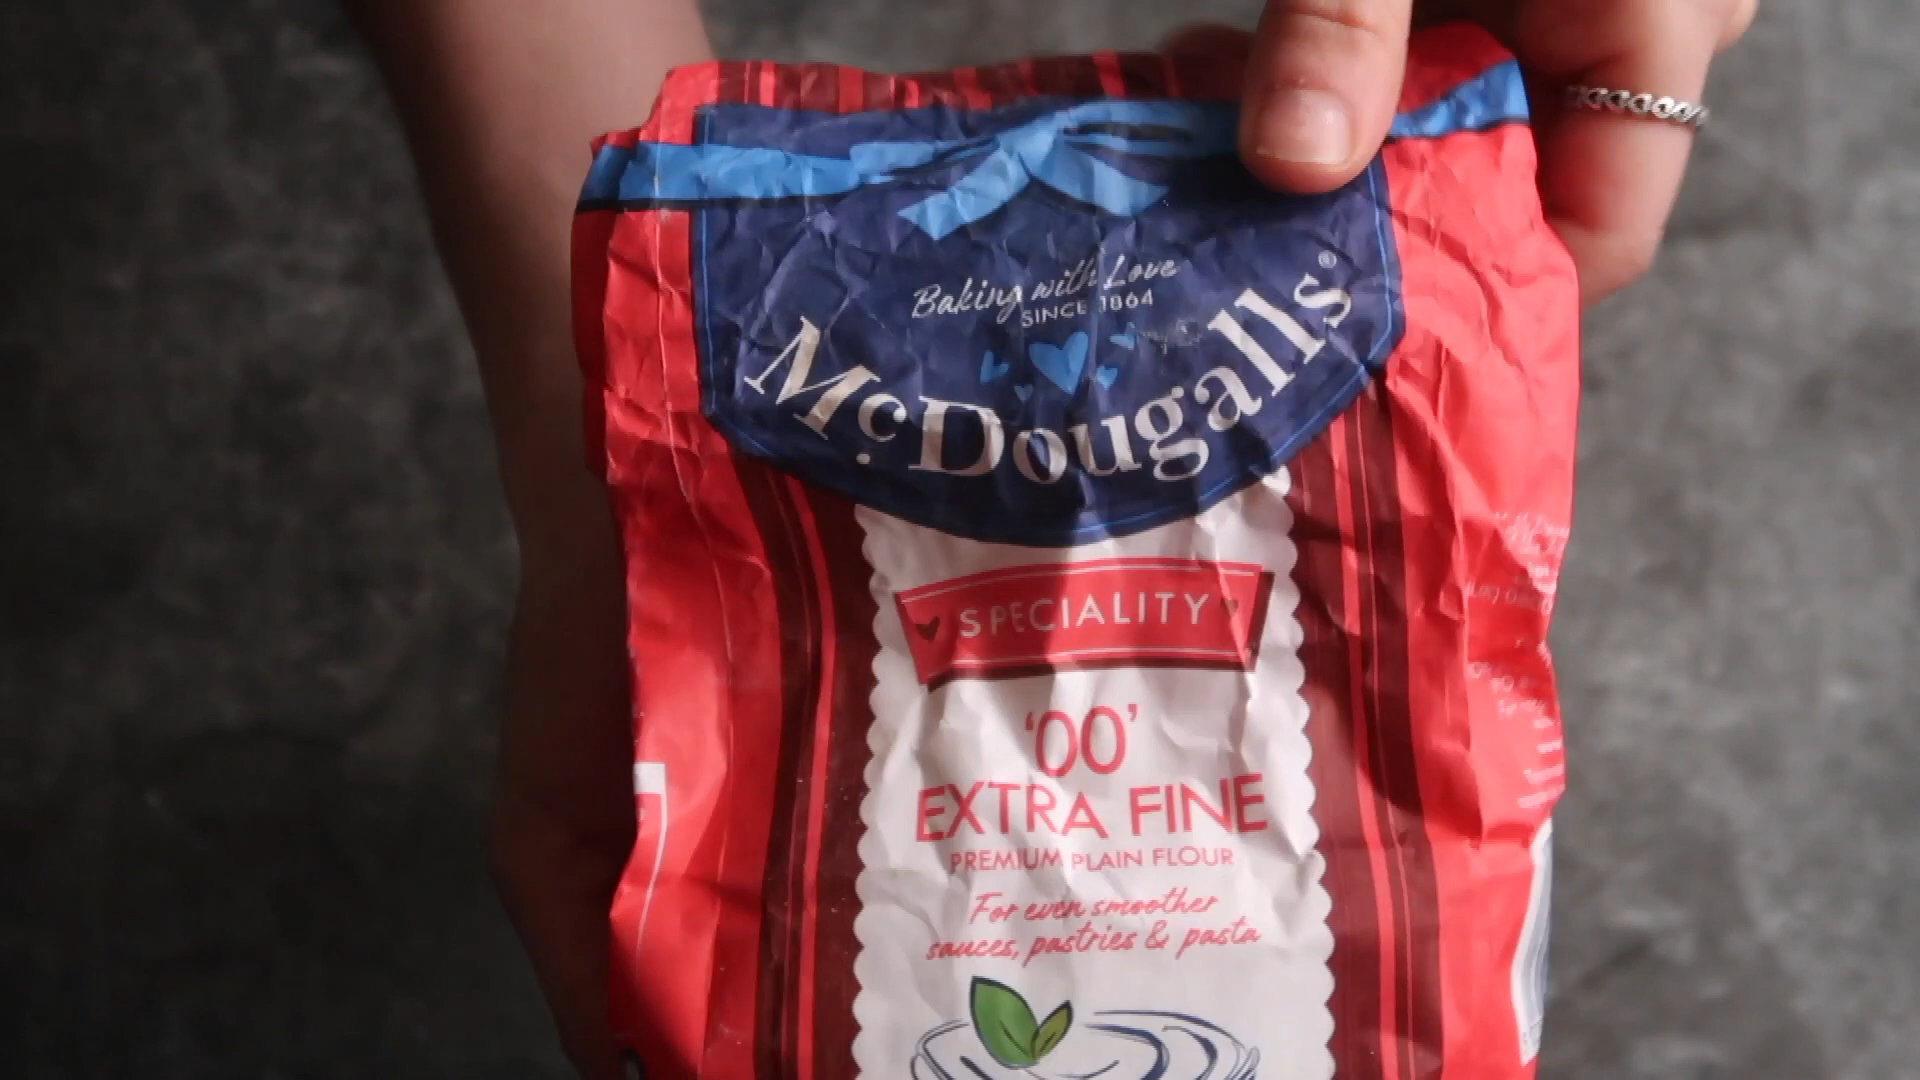 Baking with Love
SINCE 1864
McDougalls®
SPECIALITY
'00'
EXTRA FINE
PREMIUM PLAIN FLOUR
For even smoother
sauces, pastries & pasta